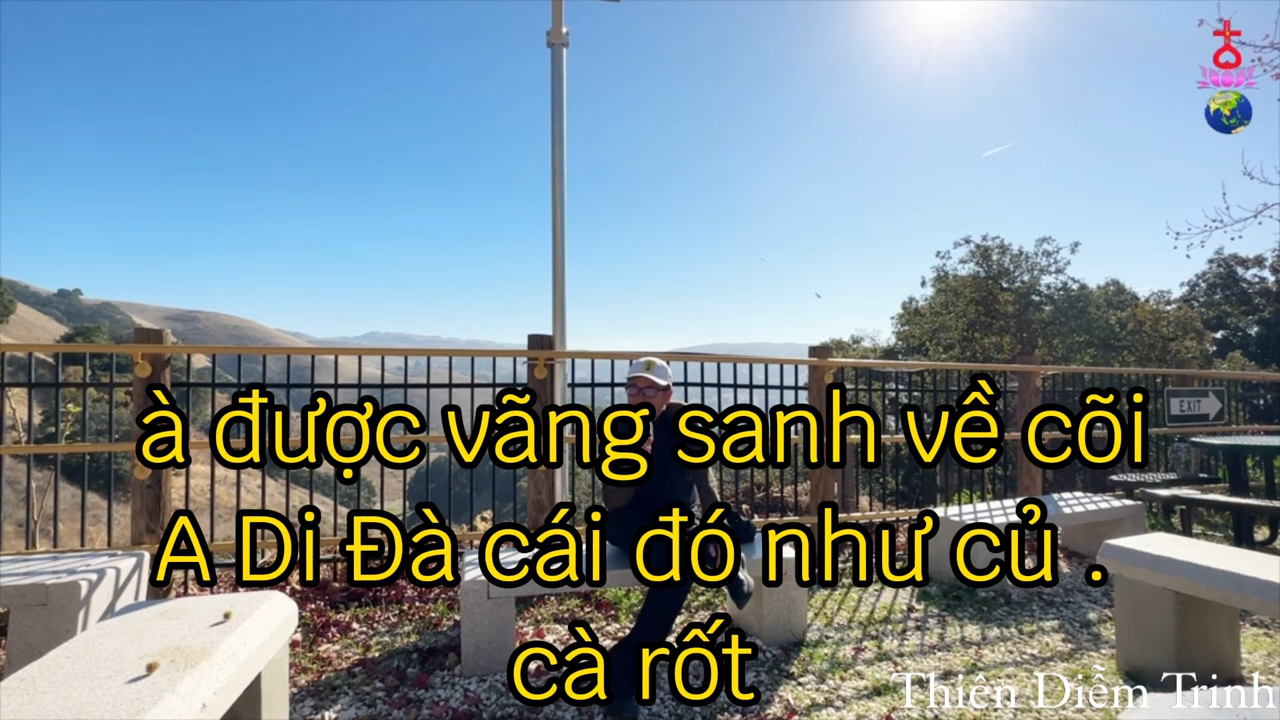 EXIT
à được vãng sanh về cõi
A Di Đà cái đó như củ .
cà rốt
Thiên Diễm Trinh